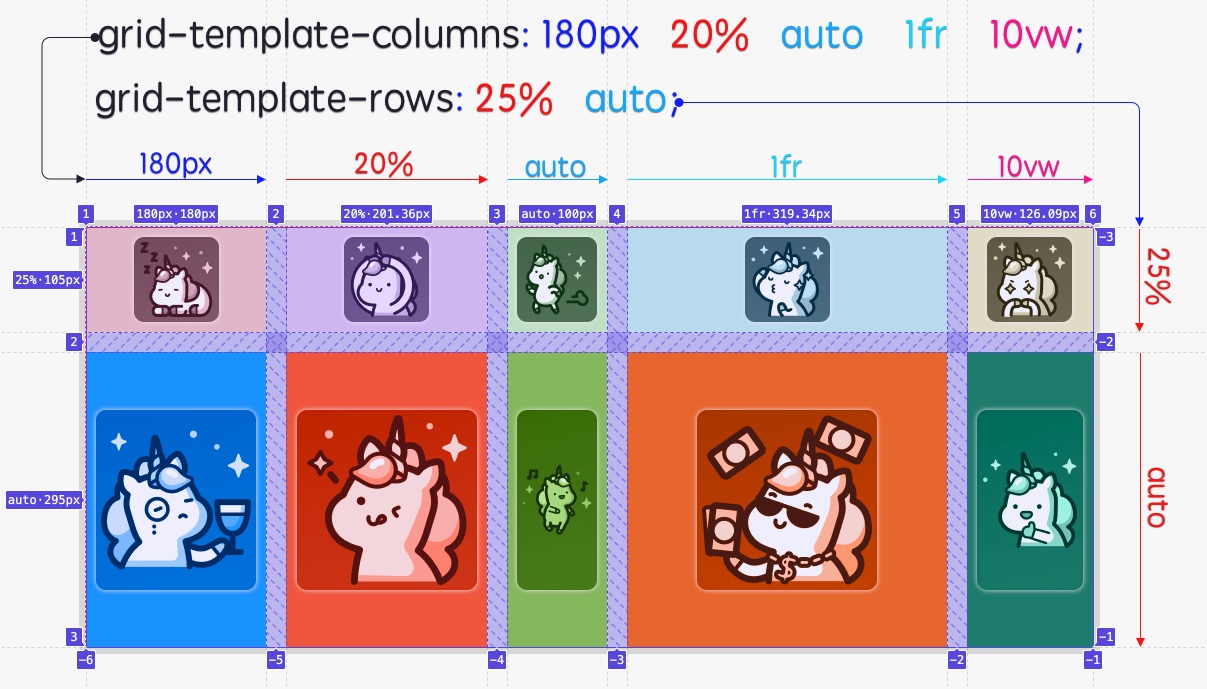 grid-template-columns: 180px 20% auto 1fr 10vw;
grid-template-rows: 25% auto;
180px 20% auto 1fr 10vw
1 180px·180px 2 20%·201.36px 3 auto·100px 4 1fr·319.34px 5 10vw·126.09px 6
1 -3
z z z
25%·105px 25%
2 -2
auto·295px auto
$
3 -1
-6 -5 -4 -3 -2 -1